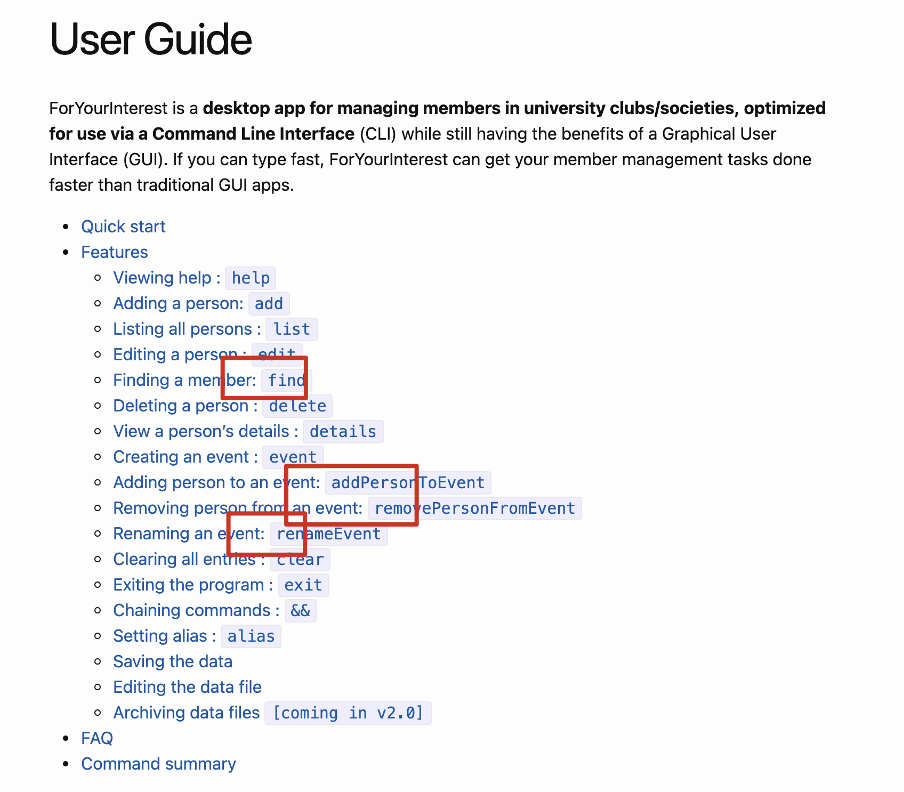 User Guide
ForYourInterest is a desktop app for managing members in university clubs/societies, optimized
for use via a Command Line Interface (CLI) while still having the benefits of a Graphical User
Interface (GUI). If you can type fast, ForYourInterest can get your member management tasks done
faster than traditional GUI apps.
Quick start
Features
Viewing help : help
Adding a person: add
Listing all persons : list
Editing a person : edit
Finding a member: find
Deleting a person : delete
View a person's details : details
Creating an event : event
Adding person to an event: addPersonToEvent
Removing person from an event: removePersonFromEvent
Renaming an event: renameEvent
Clearing all entries : clear
Exiting the program : exit
Chaining commands : &&
Setting alias : alias
Saving the data
Editing the data file
Archiving data files [coming in v2.0]
FAQ
Command summary